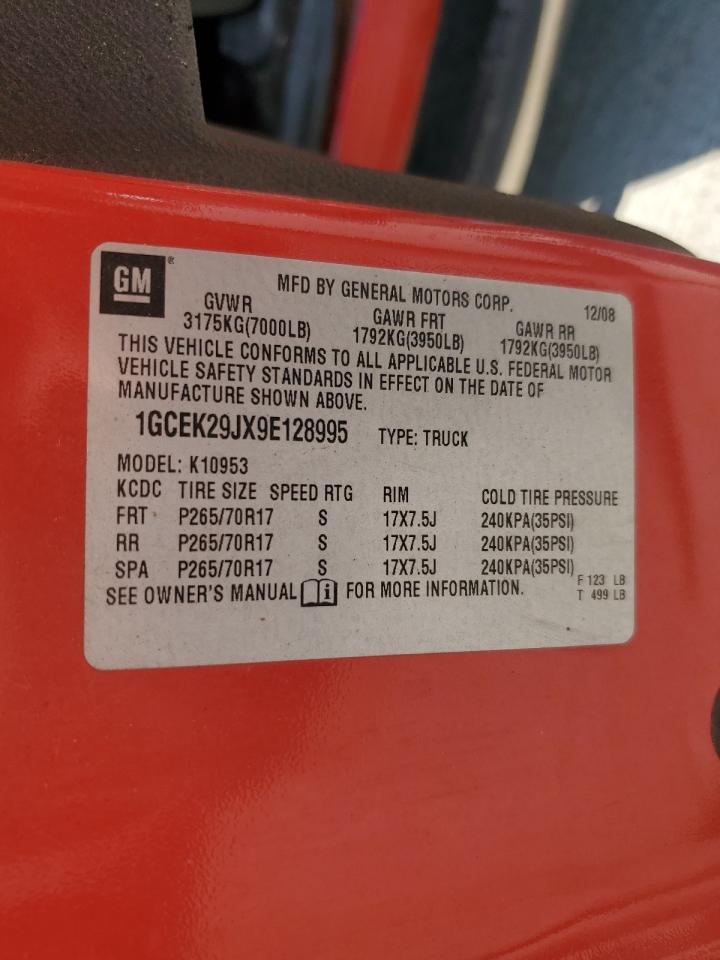 GM ®
MFD BY GENERAL MOTORS CORP. 12/08
GVWR GAWR FRT GAWR RR
3175KG(7000LB) 1792KG(3950LB) 1792KG(3950LB)
THIS VEHICLE CONFORMS TO ALL APPLICABLE U.S. FEDERAL MOTOR
VEHICLE SAFETY STANDARDS IN EFFECT ON THE DATE OF
MANUFACTURE SHOWN ABOVE.
1GCEK29JX9E128995 TYPE: TRUCK
MODEL: K10953
KCDC TIRE SIZE SPEED RTG RIM COLD TIRE PRESSURE
FRT P265/70R17 S 17X7.5J 240KPA(35PSI)
RR P265/70R17 S 17X7.5J 240KPA(35PSI)
SPA P265/70R17 S 17X7.5J 240KPA(35PSI)
F 123 LB
T 499 LB
SEE OWNER'S MANUAL i FOR MORE INFORMATION.